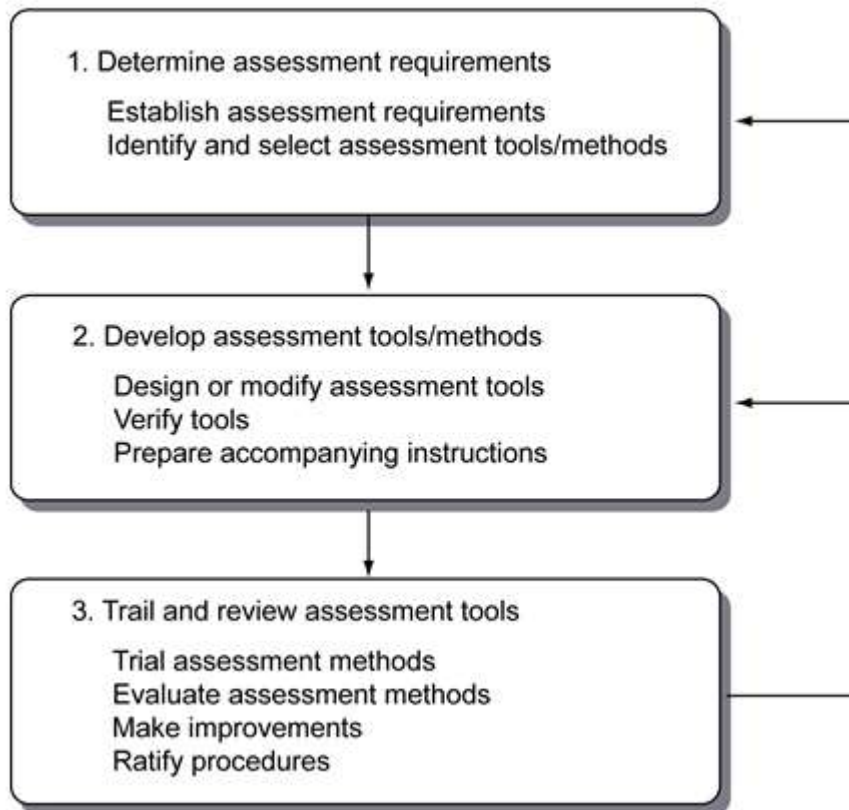 1. Determine assessment requirements
Establish assessment requirements
Identify and select assessment tools/methods
2. Develop assessment tools/methods
Design or modify assessment tools
Verify tools
Prepare accompanying instructions
3. Trail and review assessment tools
Trial assessment methods
Evaluate assessment methods
Make improvements
Ratify procedures